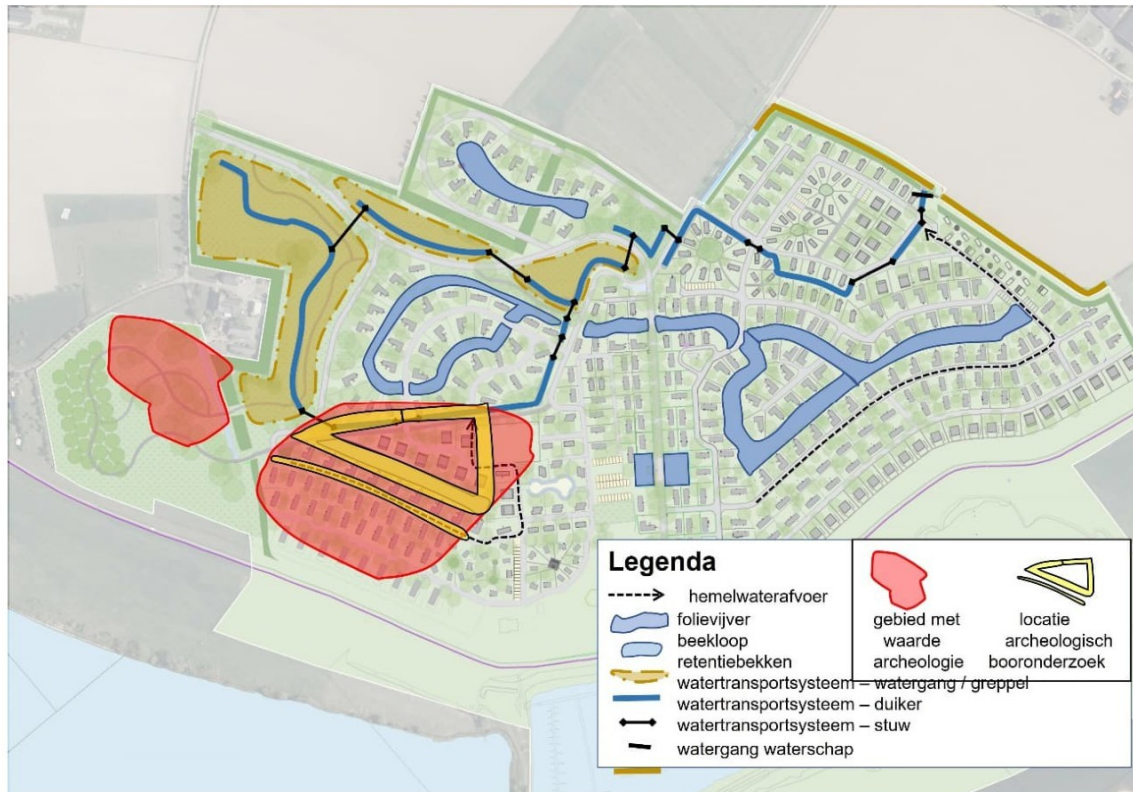 Legenda
hemelwaterafvoer
folievijver
beekloop
retentiebekken
watertransportsysteem – watergang / greppel
watertransportsysteem – duiker
watertransportsysteem – stuw
watergang waterschap
gebied met
waarde
archeologie
locatie
archeologisch
booronderzoek